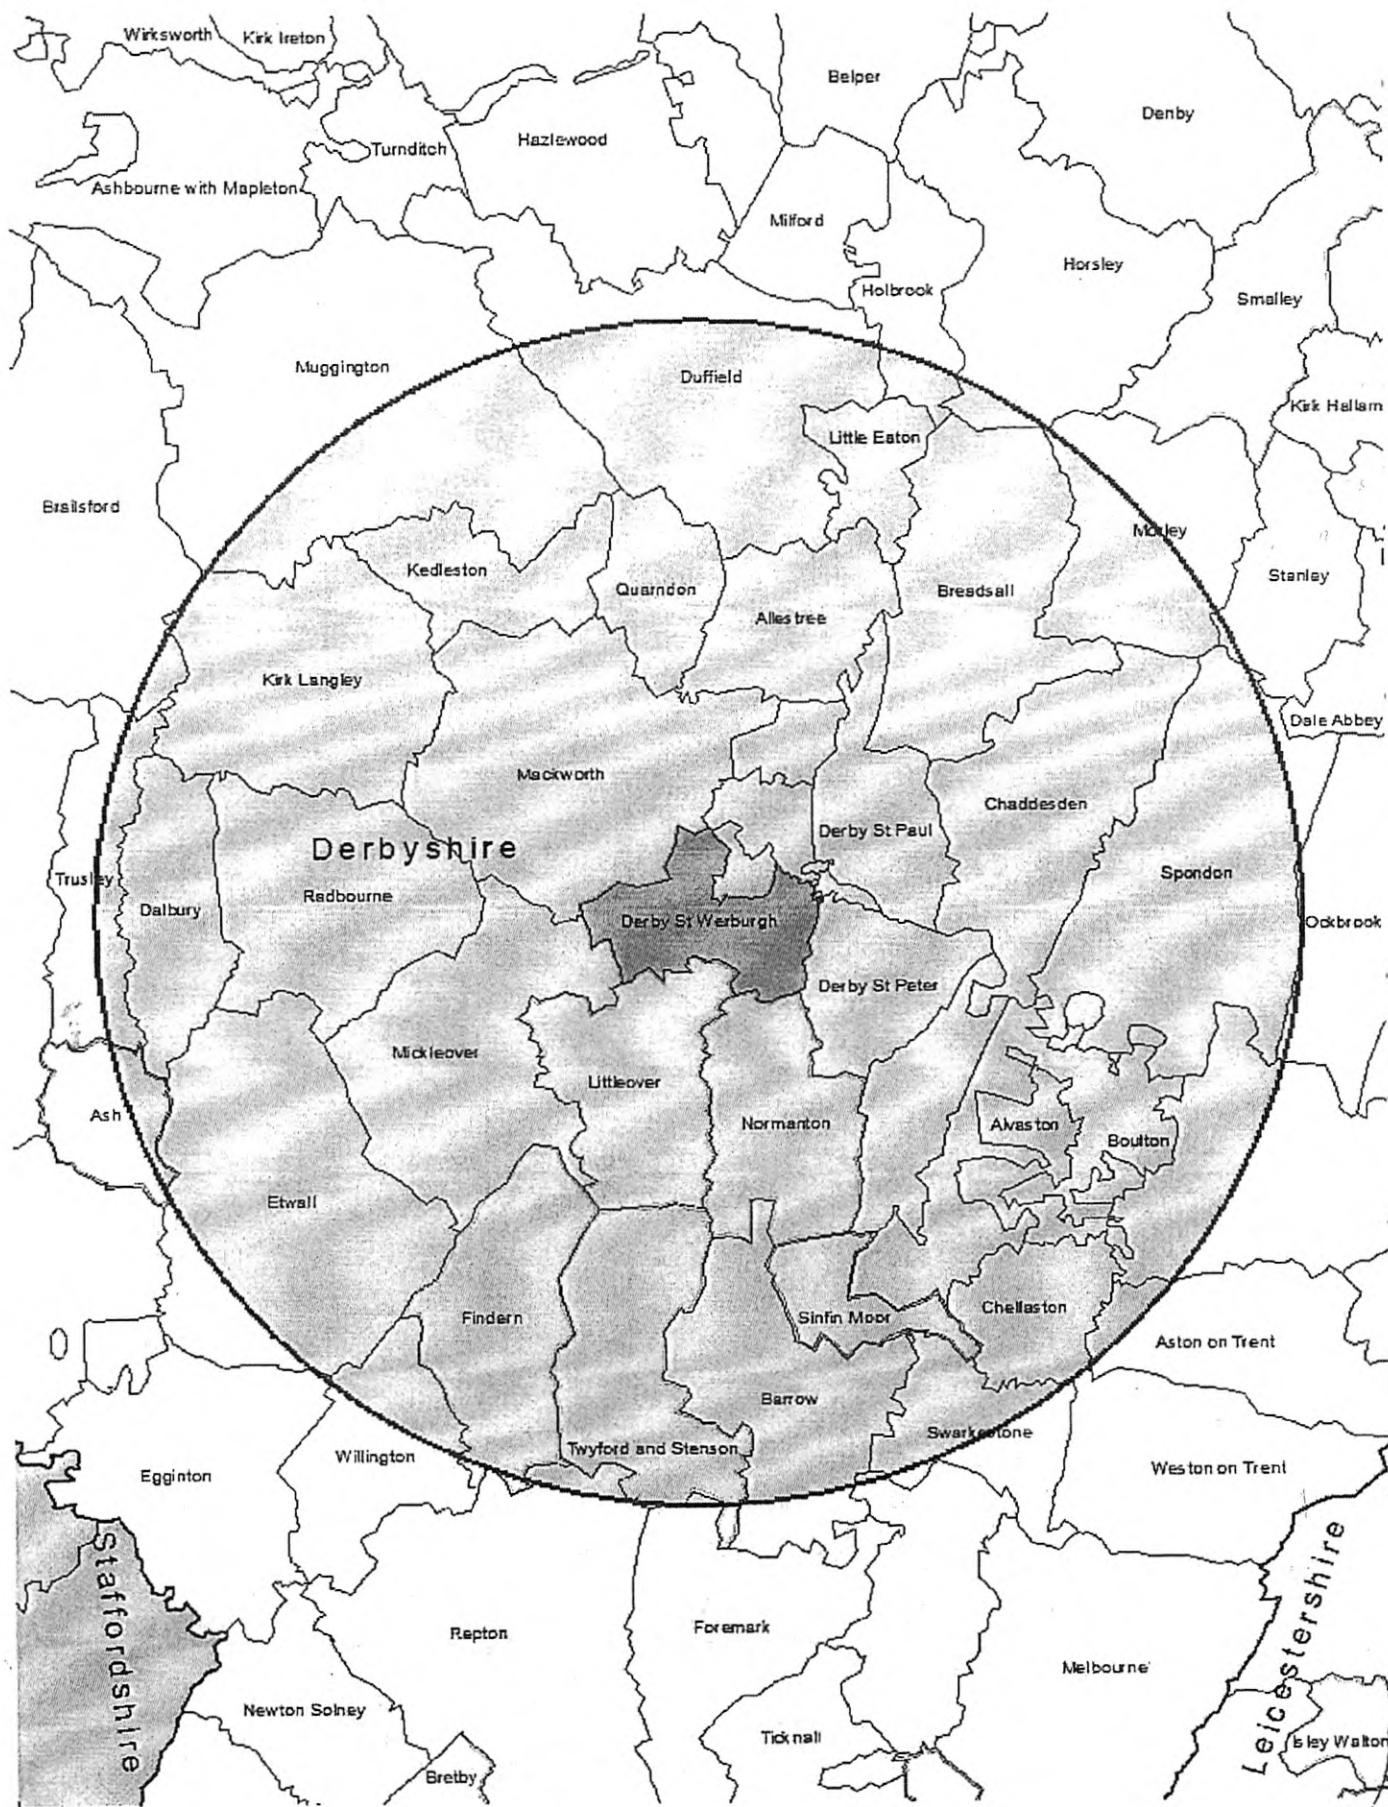 Wirksworth
Kirk Ireton
Belper
Denby
Hazlewood
Turnditch
Ashbourne with Mapleton
Milford
Horsley
Holbrook
Smalley
Muggington
Duffield
Kirk Hallam
Little Eaton
Brailsford
Morley
Kedleston
Quarndon
Stanley
Breadsall
Allestree
Kirk Langley
Dale Abbey
Mackworth
Chaddesden
Derby St Paul
Derbyshire
Spondon
Trusley
Radbourne
Dalbury
Derby St Werburgh
Ockbrook
Derby St Peter
Mickleover
Littleover
Ash
Normanton
Alvaston
Boulton
Etwall
Chellaston
Findern
Sinfin Moor
Aston on Trent
Barrow
Swarkestone
Twyford and Stenson
Willington
Egginton
Weston on Trent
Staffordshire
Leicestershire
Repton
Foremark
Melbourne
Newton Solney
Ticknall
Isley Walton
Bretby